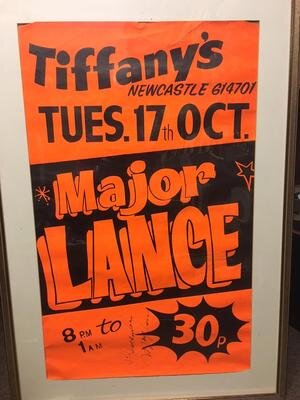 Tiffany's
NEWCASTLE 614701
TUES. 17th OCT.
Major
LANCE
8 PM to
1 AM
30p